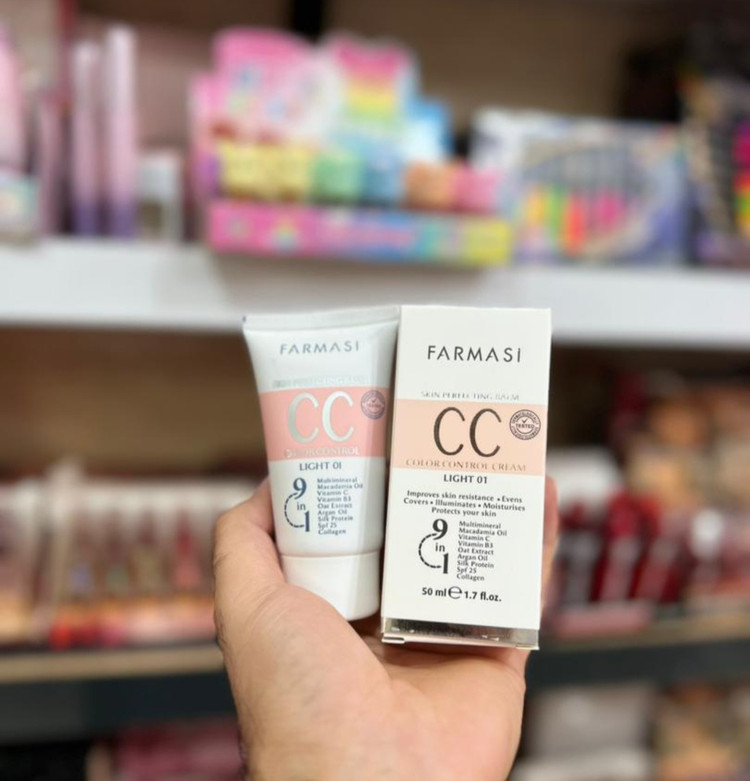 FARMASi
CC
COLOR CONTROL
LIGHT 01
9
in
1
Multimineral
Macadamia Oil
Vitamin C
Vitamin B3
Oat Extract
Argan Oil
Silk Protein
Spf 25
Collagen
FARMASi
SKIN PERFECTING BALM
CC
TESTED
COLOR CONTROL CREAM
LIGHT 01
Improves skin resistance • Evens
Covers • Illuminates • Moisturises
Protects your skin
9
in
1
Multimineral
Macadamia Oil
Vitamin C
Vitamin B3
Oat Extract
Argan Oil
Silk Protein
Spf 25
Collagen
50 ml ℮ 1.7 fl.oz.